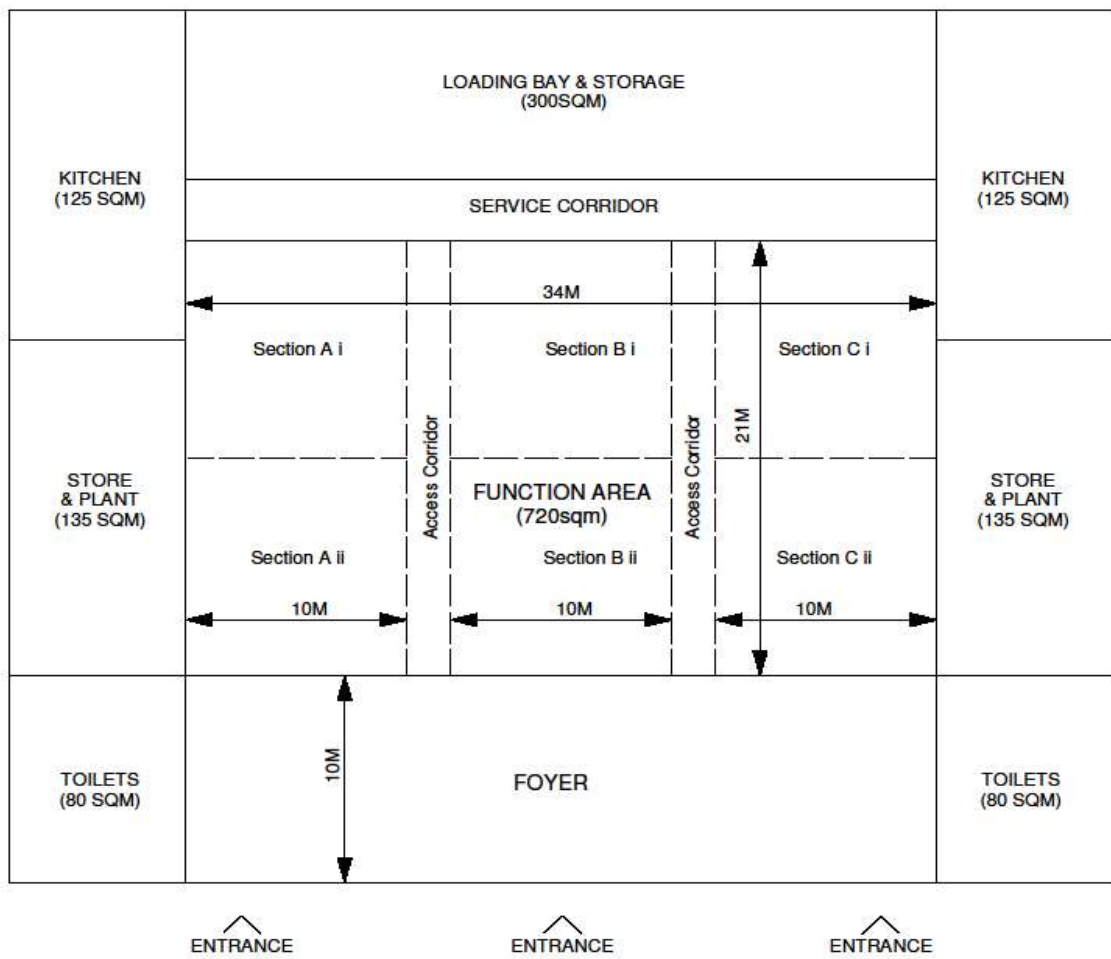 LOADING BAY & STORAGE
(300SQM)
KITCHEN
(125 SQM)
KITCHEN
(125 SQM)
SERVICE CORRIDOR
34M
Section A i
Section B i
Section C i
21M
Access Corridor
Access Corridor
STORE
& PLANT
(135 SQM)
FUNCTION AREA
(720sqm)
STORE
& PLANT
(135 SQM)
Section A ii
Section B ii
Section C ii
10M
10M
10M
10M
TOILETS
(80 SQM)
FOYER
TOILETS
(80 SQM)
ENTRANCE
ENTRANCE
ENTRANCE